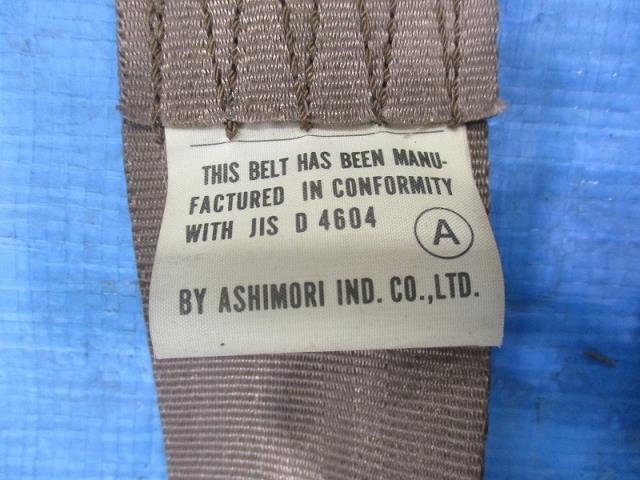 THIS BELT HAS BEEN MANU-
FACTURED IN CONFORMITY
WITH JIS D 4604
A
BY ASHIMORI IND. CO.,LTD.